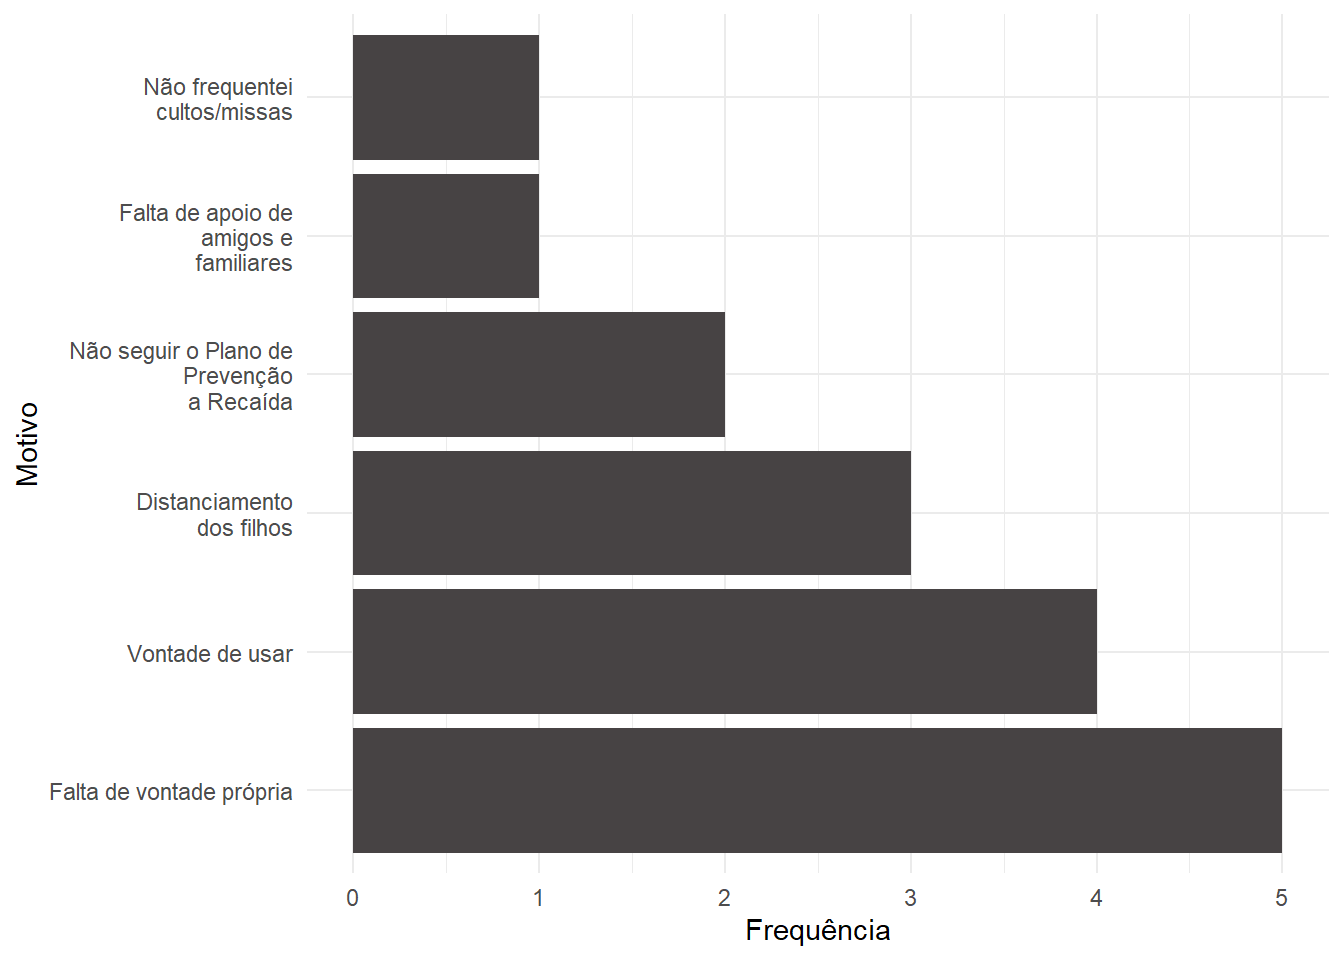 Não frequentei
cultos/missas
Falta de apoio de
amigos e
familiares
Não seguir o Plano de
Prevenção
a Recaída
Distanciamento
dos filhos
Vontade de usar
Falta de vontade própria
Motivo
0 1 2 3 4 5
Frequência